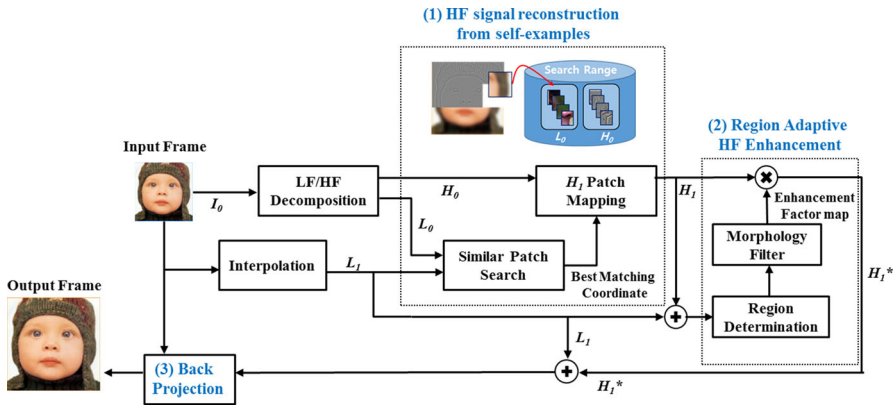 (1) HF signal reconstruction
from self-examples
Search Range
L0
H0
(2) Region Adaptive
HF Enhancement
Input Frame
I0
LF/HF
Decomposition
H0
H1 Patch
Mapping
H1
Enhancement
Factor map
L0
Morphology
Filter
Interpolation
L1
Similar Patch
Search
Best Matching
Coordinate
H1*
Output Frame
Region
Determination
L1
(3) Back
Projection
H1*